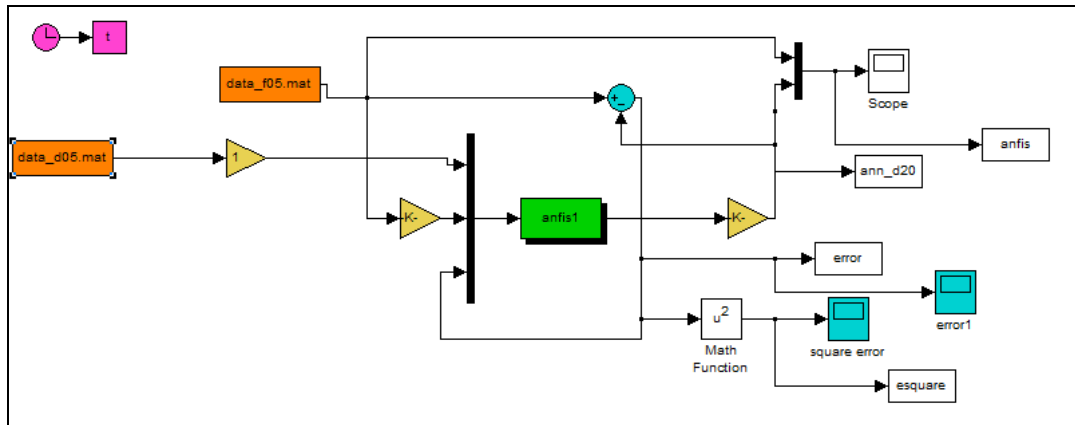 t
data_f05.mat
+
-
Scope
data_d05.mat
1
anfis
ann_d20
K-
anfis1
K-
error
error1
u2
Math
Function
square error
esquare